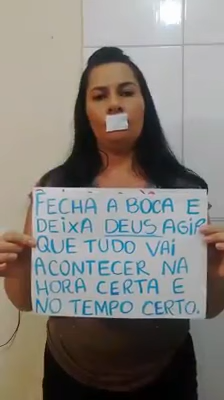 FECHA A BOCA E
DEIXA DEUS AGIR
QUE TUDO VAI
ACONTECER NA
HORA CERTA E
NO TEMPO CERTO.